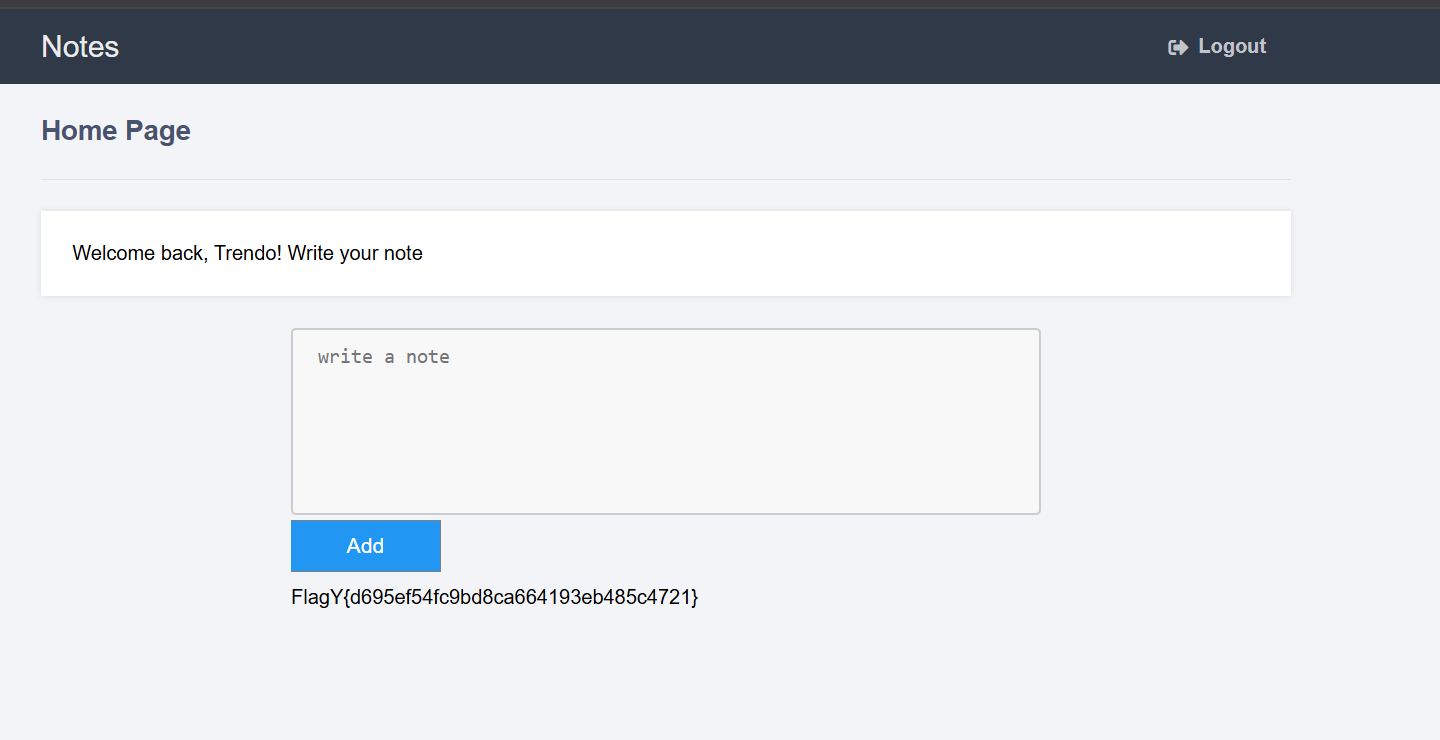 Notes
Logout
Home Page
Welcome back, Trendo! Write your note
write a note
Add
FlagY{d695ef54fc9bd8ca664193eb485c4721}